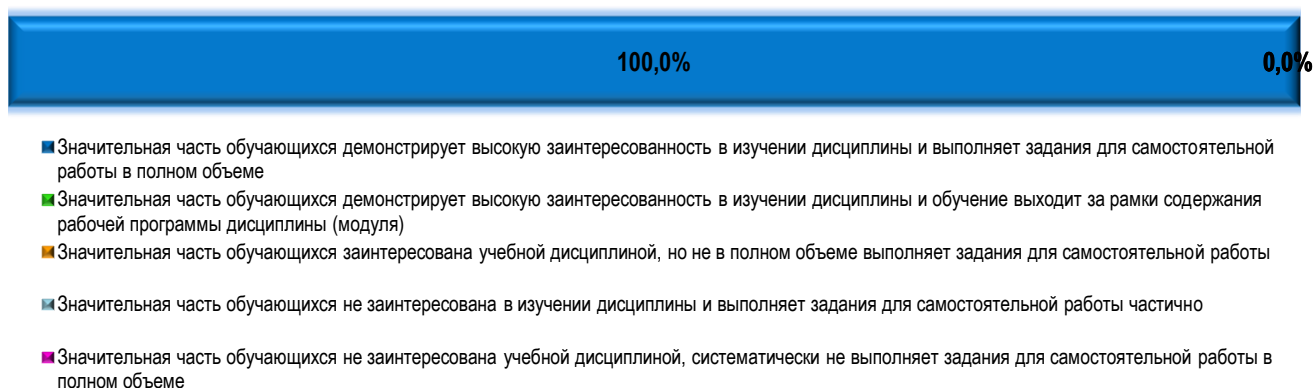 100,0% 0,0%
Значительная часть обучающихся демонстрирует высокую заинтересованность в изучении дисциплины и выполняет задания для самостоятельной
работы в полном объеме
Значительная часть обучающихся демонстрирует высокую заинтересованность в изучении дисциплины и обучение выходит за рамки содержания
рабочей программы дисциплины (модуля)
Значительная часть обучающихся заинтересована учебной дисциплиной, но не в полном объеме выполняет задания для самостоятельной работы
Значительная часть обучающихся не заинтересована в изучении дисциплины и выполняет задания для самостоятельной работы частично
Значительная часть обучающихся не заинтересована учебной дисциплиной, систематически не выполняет задания для самостоятельной работы в
полном объеме